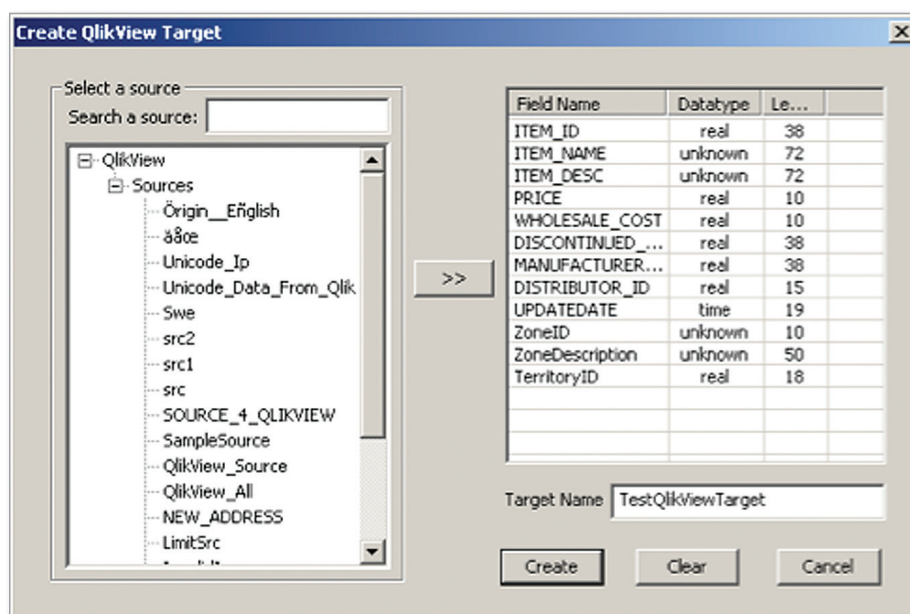 Create QlikView Target
Select a source
Search a source:
QlikView
Sources
Örigin__Eñglish
äåœ
Unicode_Ip
Unicode_Data_From_Qlik
Swe
src2
src1
src
SOURCE_4_QLIKVIEW
SampleSource
QlikView_Source
QlikView_All
NEW_ADDRESS
LimitSrc
>>
Field Name Datatype Le...
ITEM_ID real 38
ITEM_NAME unknown 72
ITEM_DESC unknown 72
PRICE real 10
WHOLESALE_COST real 10
DISCONTINUED_... real 38
MANUFACTURER... real 38
DISTRIBUTOR_ID real 15
UPDATEDATE time 19
ZoneID unknown 10
ZoneDescription unknown 50
TerritoryID real 18
Target Name TestQlikViewTarget
Create Clear Cancel